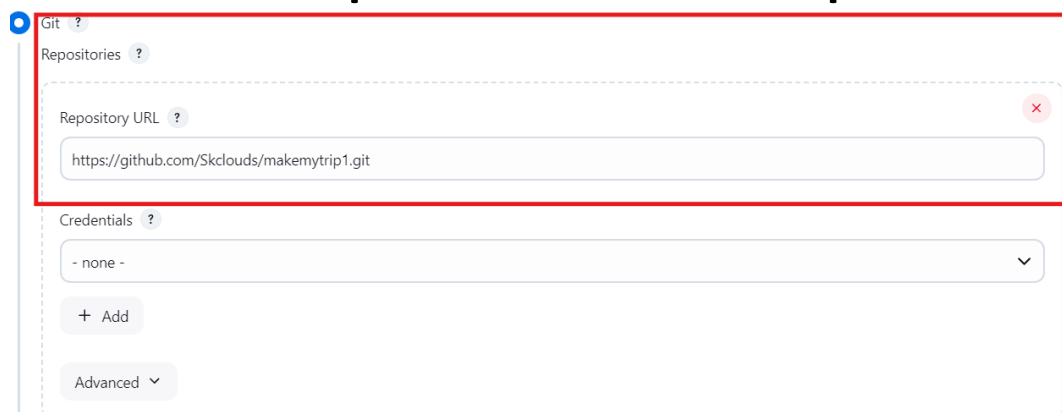 Git ?
Repositories ?
Repository URL ?
https://github.com/Skclouds/makemytrip1.git
Credentials ?
- none -
+ Add
Advanced